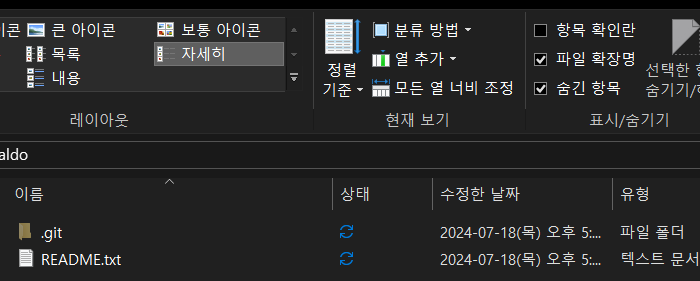 이콘 큰 아이콘 보통 아이콘
목록 자세히
내용
정렬
기준
분류 방법
열 추가
모든 열 너비 조정
항목 확인란
파일 확장명
숨긴 항목
선택한 항
숨기기/해
레이아웃 현재 보기 표시/숨기기
aldo
이름 상태 수정한 날짜 유형
.git 2024-07-18(목) 오후 5:... 파일 폴더
README.txt 2024-07-18(목) 오후 5:... 텍스트 문서